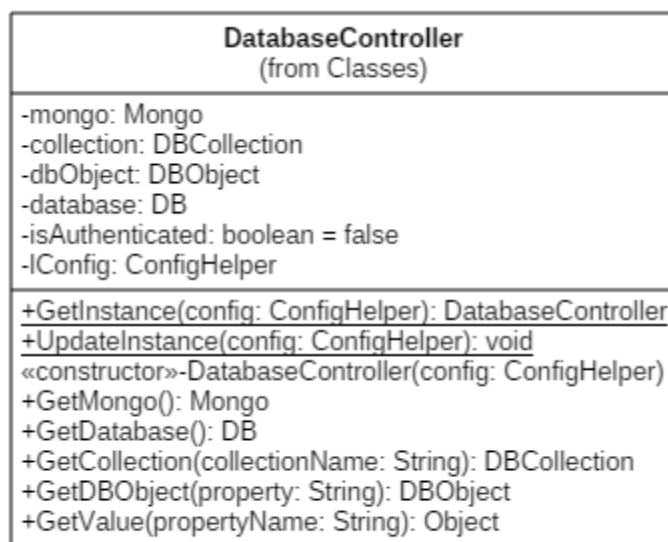 DatabaseController
(from Classes)
-mongo: Mongo
-collection: DBCollection
-dbObject: DBObject
-database: DB
-isAuthenticated: boolean = false
-lConfig: ConfigHelper
+GetInstance(config: ConfigHelper): DatabaseController
+UpdateInstance(config: ConfigHelper): void
«constructor»-DatabaseController(config: ConfigHelper)
+GetMongo(): Mongo
+GetDatabase(): DB
+GetCollection(collectionName: String): DBCollection
+GetDBObject(property: String): DBObject
+GetValue(propertyName: String): Object